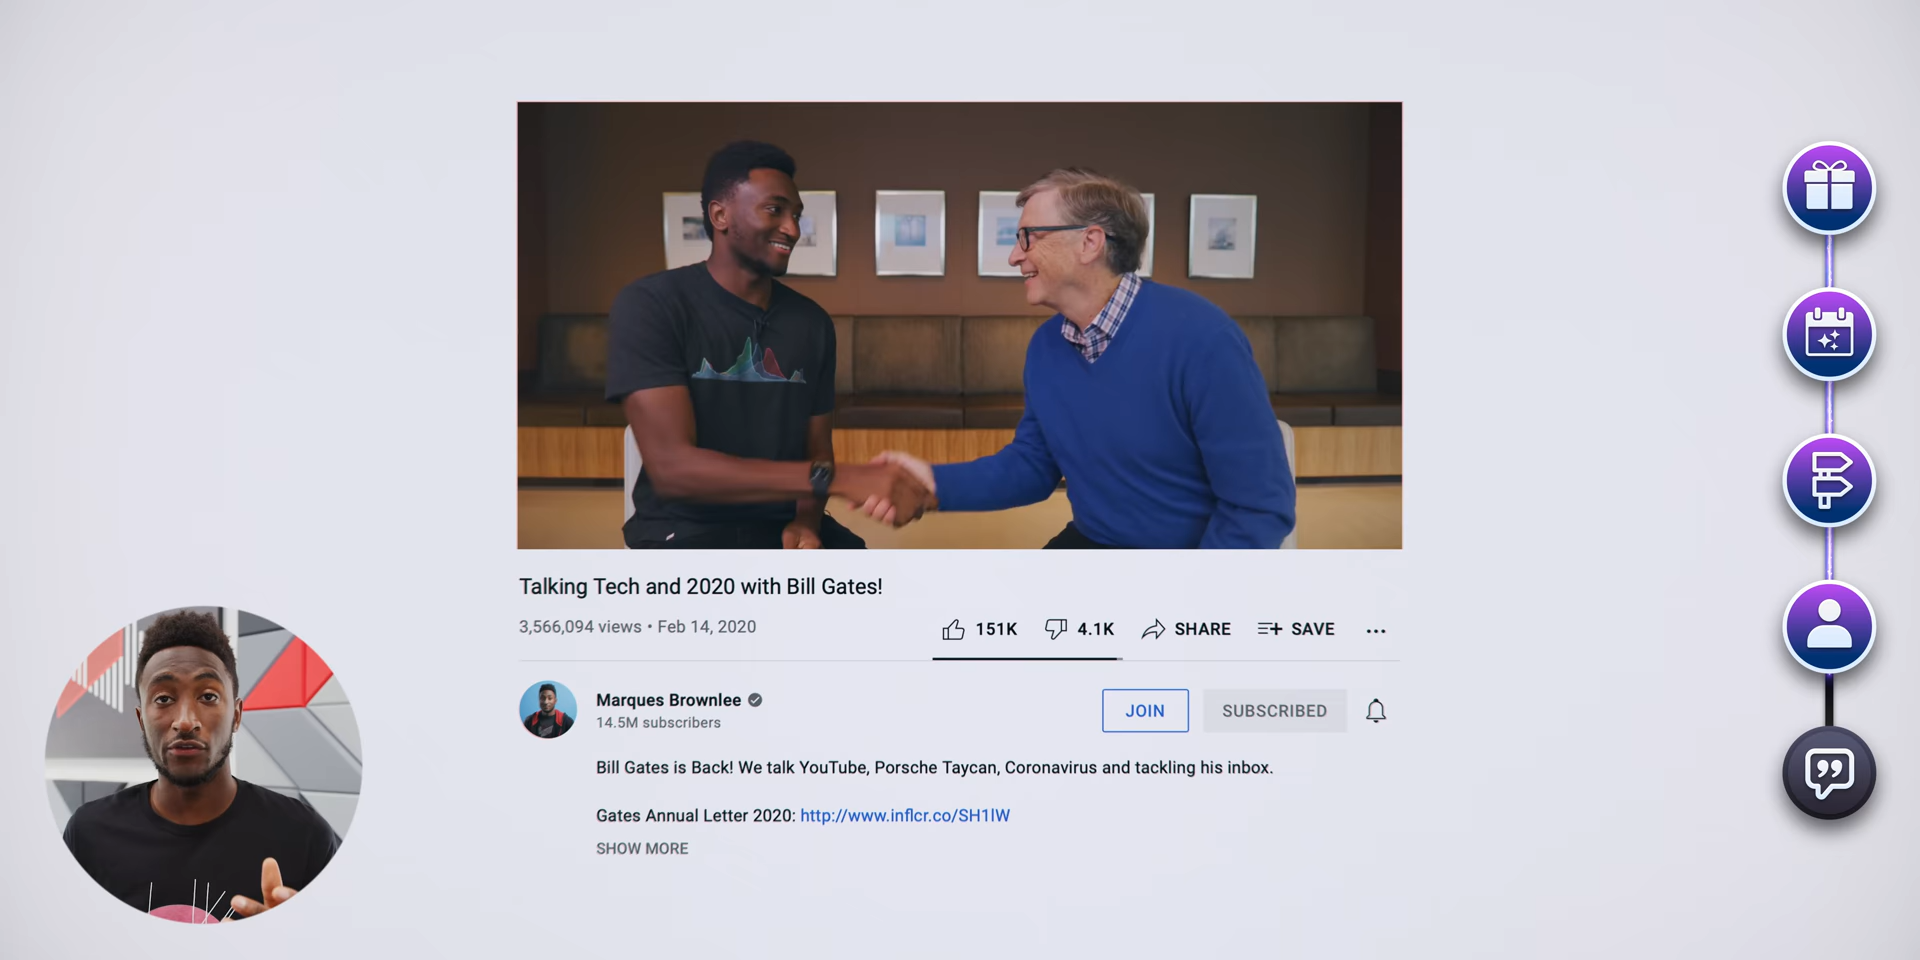 Talking Tech and 2020 with Bill Gates!
3,566,094 views • Feb 14, 2020
151K
4.1K
SHARE
SAVE
Marques Brownlee
14.5M subscribers
JOIN
SUBSCRIBED
Bill Gates is Back! We talk YouTube, Porsche Taycan, Coronavirus and tackling his inbox.
Gates Annual Letter 2020: http://www.inflcr.co/SH1lW
SHOW MORE